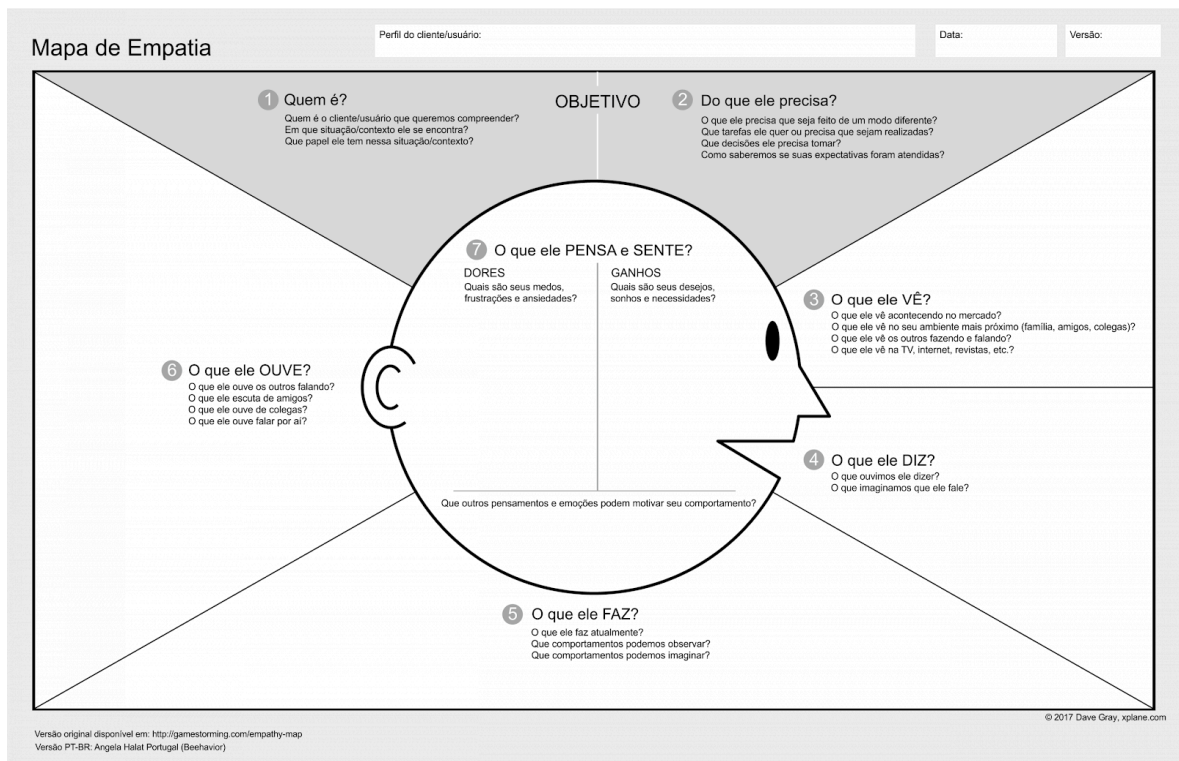 Mapa de Empatia
Perfil do cliente/usuário:
Data:
Versão:
OBJETIVO
1 Quem é?
Quem é o cliente/usuário que queremos compreender?
Em que situação/contexto ele se encontra?
Que papel ele tem nessa situação/contexto?
2 Do que ele precisa?
O que ele precisa que seja feito de um modo diferente?
Que tarefas ele quer ou precisa que sejam realizadas?
Que decisões ele precisa tomar?
Como saberemos se suas expectativas foram atendidas?
3 O que ele VÊ?
O que ele vê acontecendo no mercado?
O que ele vê no seu ambiente mais próximo (família, amigos, colegas)?
O que ele vê os outros fazendo e falando?
O que ele vê na TV, internet, revistas, etc.?
4 O que ele DIZ?
O que ouvimos ele dizer?
O que imaginamos que ele fale?
5 O que ele FAZ?
O que ele faz atualmente?
Que comportamentos podemos observar?
Que comportamentos podemos imaginar?
6 O que ele OUVE?
O que ele ouve os outros falando?
O que ele escuta de amigos?
O que ele ouve de colegas?
O que ele ouve falar por ai?
7 O que ele PENSA e SENTE?
DORES
Quais são seus medos,
frustrações e ansiedades?
GANHOS
Quais são seus desejos,
sonhos e necessidades?
Que outros pensamentos e emoções podem motivar seu comportamento?
© 2017 Dave Gray, xplane.com
Versão original disponível em: http://gamestorming.com/empathy-map
Versão PT-BR: Angela Halat Portugal (Beehavior)